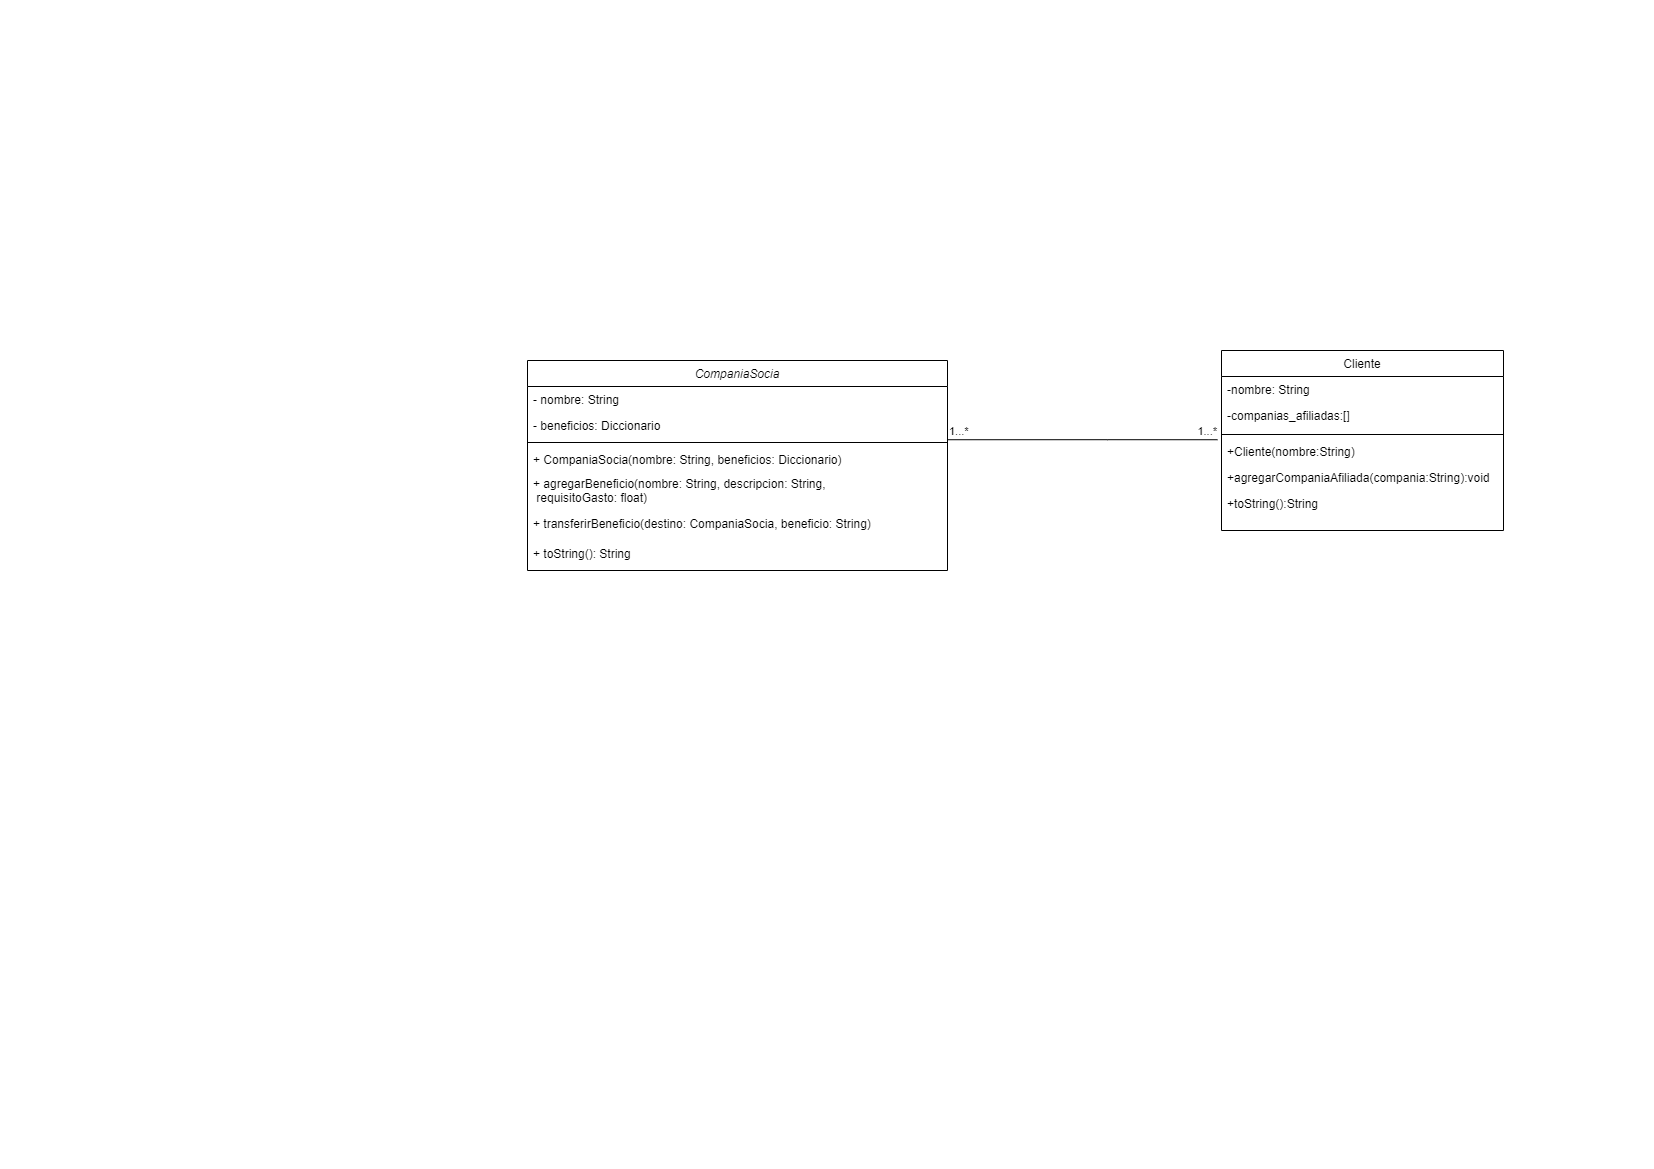 CompaniaSocia
- nombre: String
- beneficios: Diccionario
+ CompaniaSocia(nombre: String, beneficios: Diccionario)
+ agregarBeneficio(nombre: String, descripcion: String,
requisitoGasto: float)
+ transferirBeneficio(destino: CompaniaSocia, beneficio: String)
+ toString(): String
1...*
1...*
Cliente
-nombre: String
-companias_afiliadas:[]
+Cliente(nombre:String)
+agregarCompaniaAfiliada(compania:String):void
+toString():String